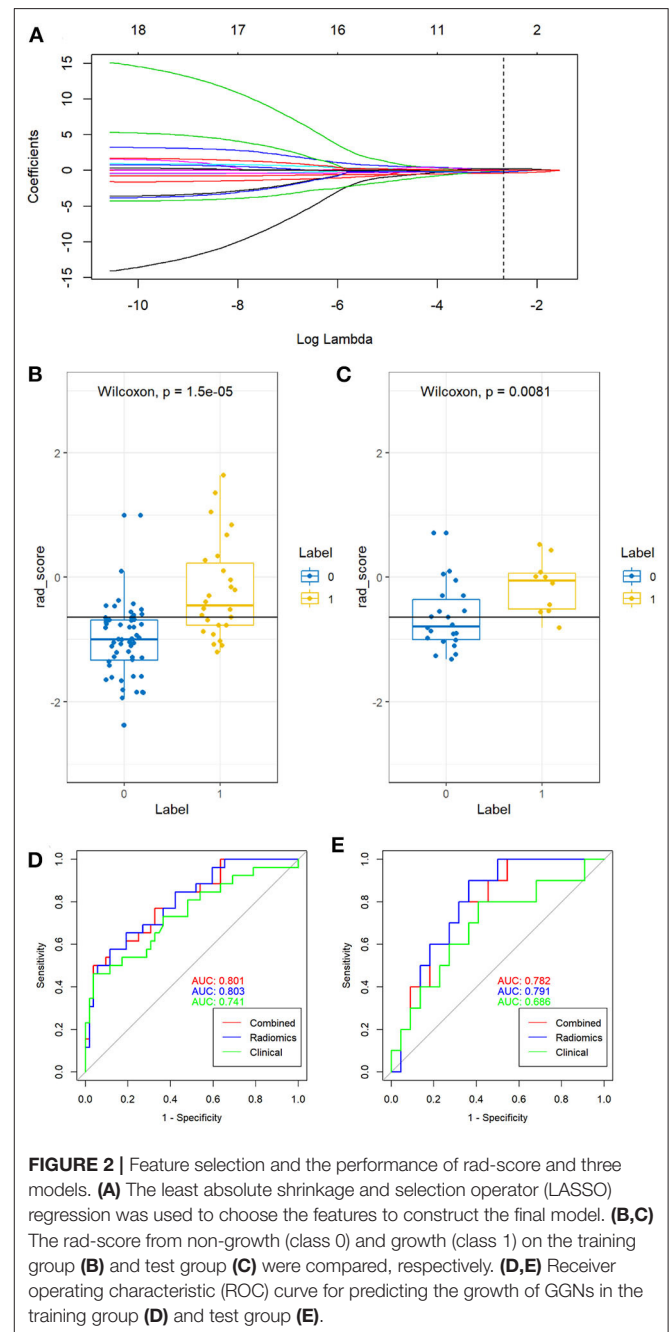 A
18 17 16 11 2
15
10
5
0
-5
-10
-15
Coefficients
-10 -8 -6 -4 -2
Log Lambda
B
Wilcoxon, p = 1.5e-05
2
0
-2
rad_score
0 1
Label
Label
0
1
C
Wilcoxon, p = 0.0081
2
0
-2
rad_score
0 1
Label
Label
0
1
D
1.0
0.8
0.6
0.4
0.2
0.0
Sensitivity
AUC: 0.801
AUC: 0.803
AUC: 0.741
Combined
Radiomics
Clinical
0.0 0.2 0.4 0.6 0.8 1.0
1 - Specificity
E
1.0
0.8
0.6
0.4
0.2
0.0
Sensitivity
AUC: 0.782
AUC: 0.791
AUC: 0.686
Combined
Radiomics
Clinical
0.0 0.2 0.4 0.6 0.8 1.0
1 - Specificity
FIGURE 2 | Feature selection and the performance of rad-score and three
models. (A) The least absolute shrinkage and selection operator (LASSO)
regression was used to choose the features to construct the final model. (B,C)
The rad-score from non-growth (class 0) and growth (class 1) on the training
group (B) and test group (C) were compared, respectively. (D,E) Receiver
operating characteristic (ROC) curve for predicting the growth of GGNs in the
training group (D) and test group (E).